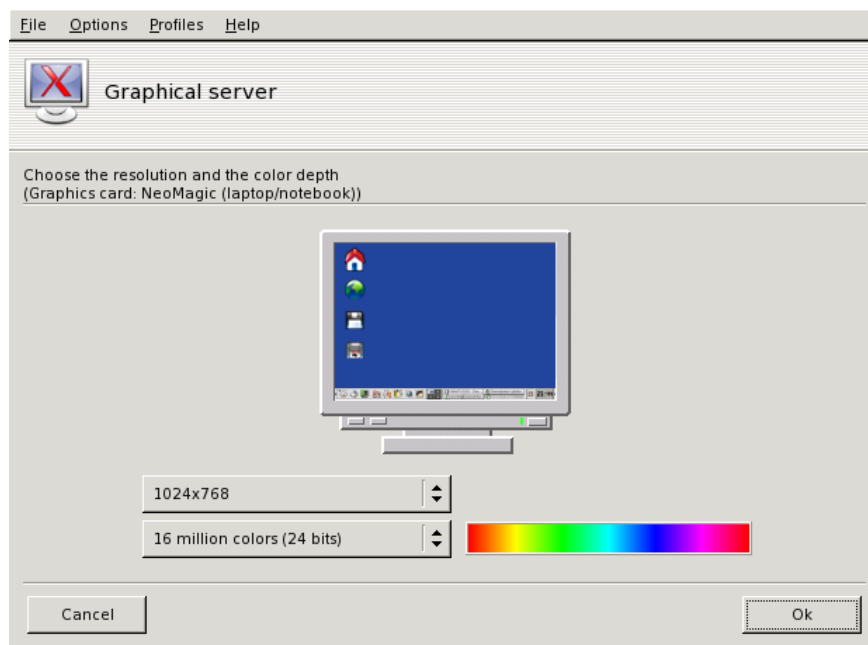 File Options Profiles Help
Graphical server
Choose the resolution and the color depth
(Graphics card: NeoMagic (laptop/notebook))
1024x768
16 million colors (24 bits)
Cancel Ok